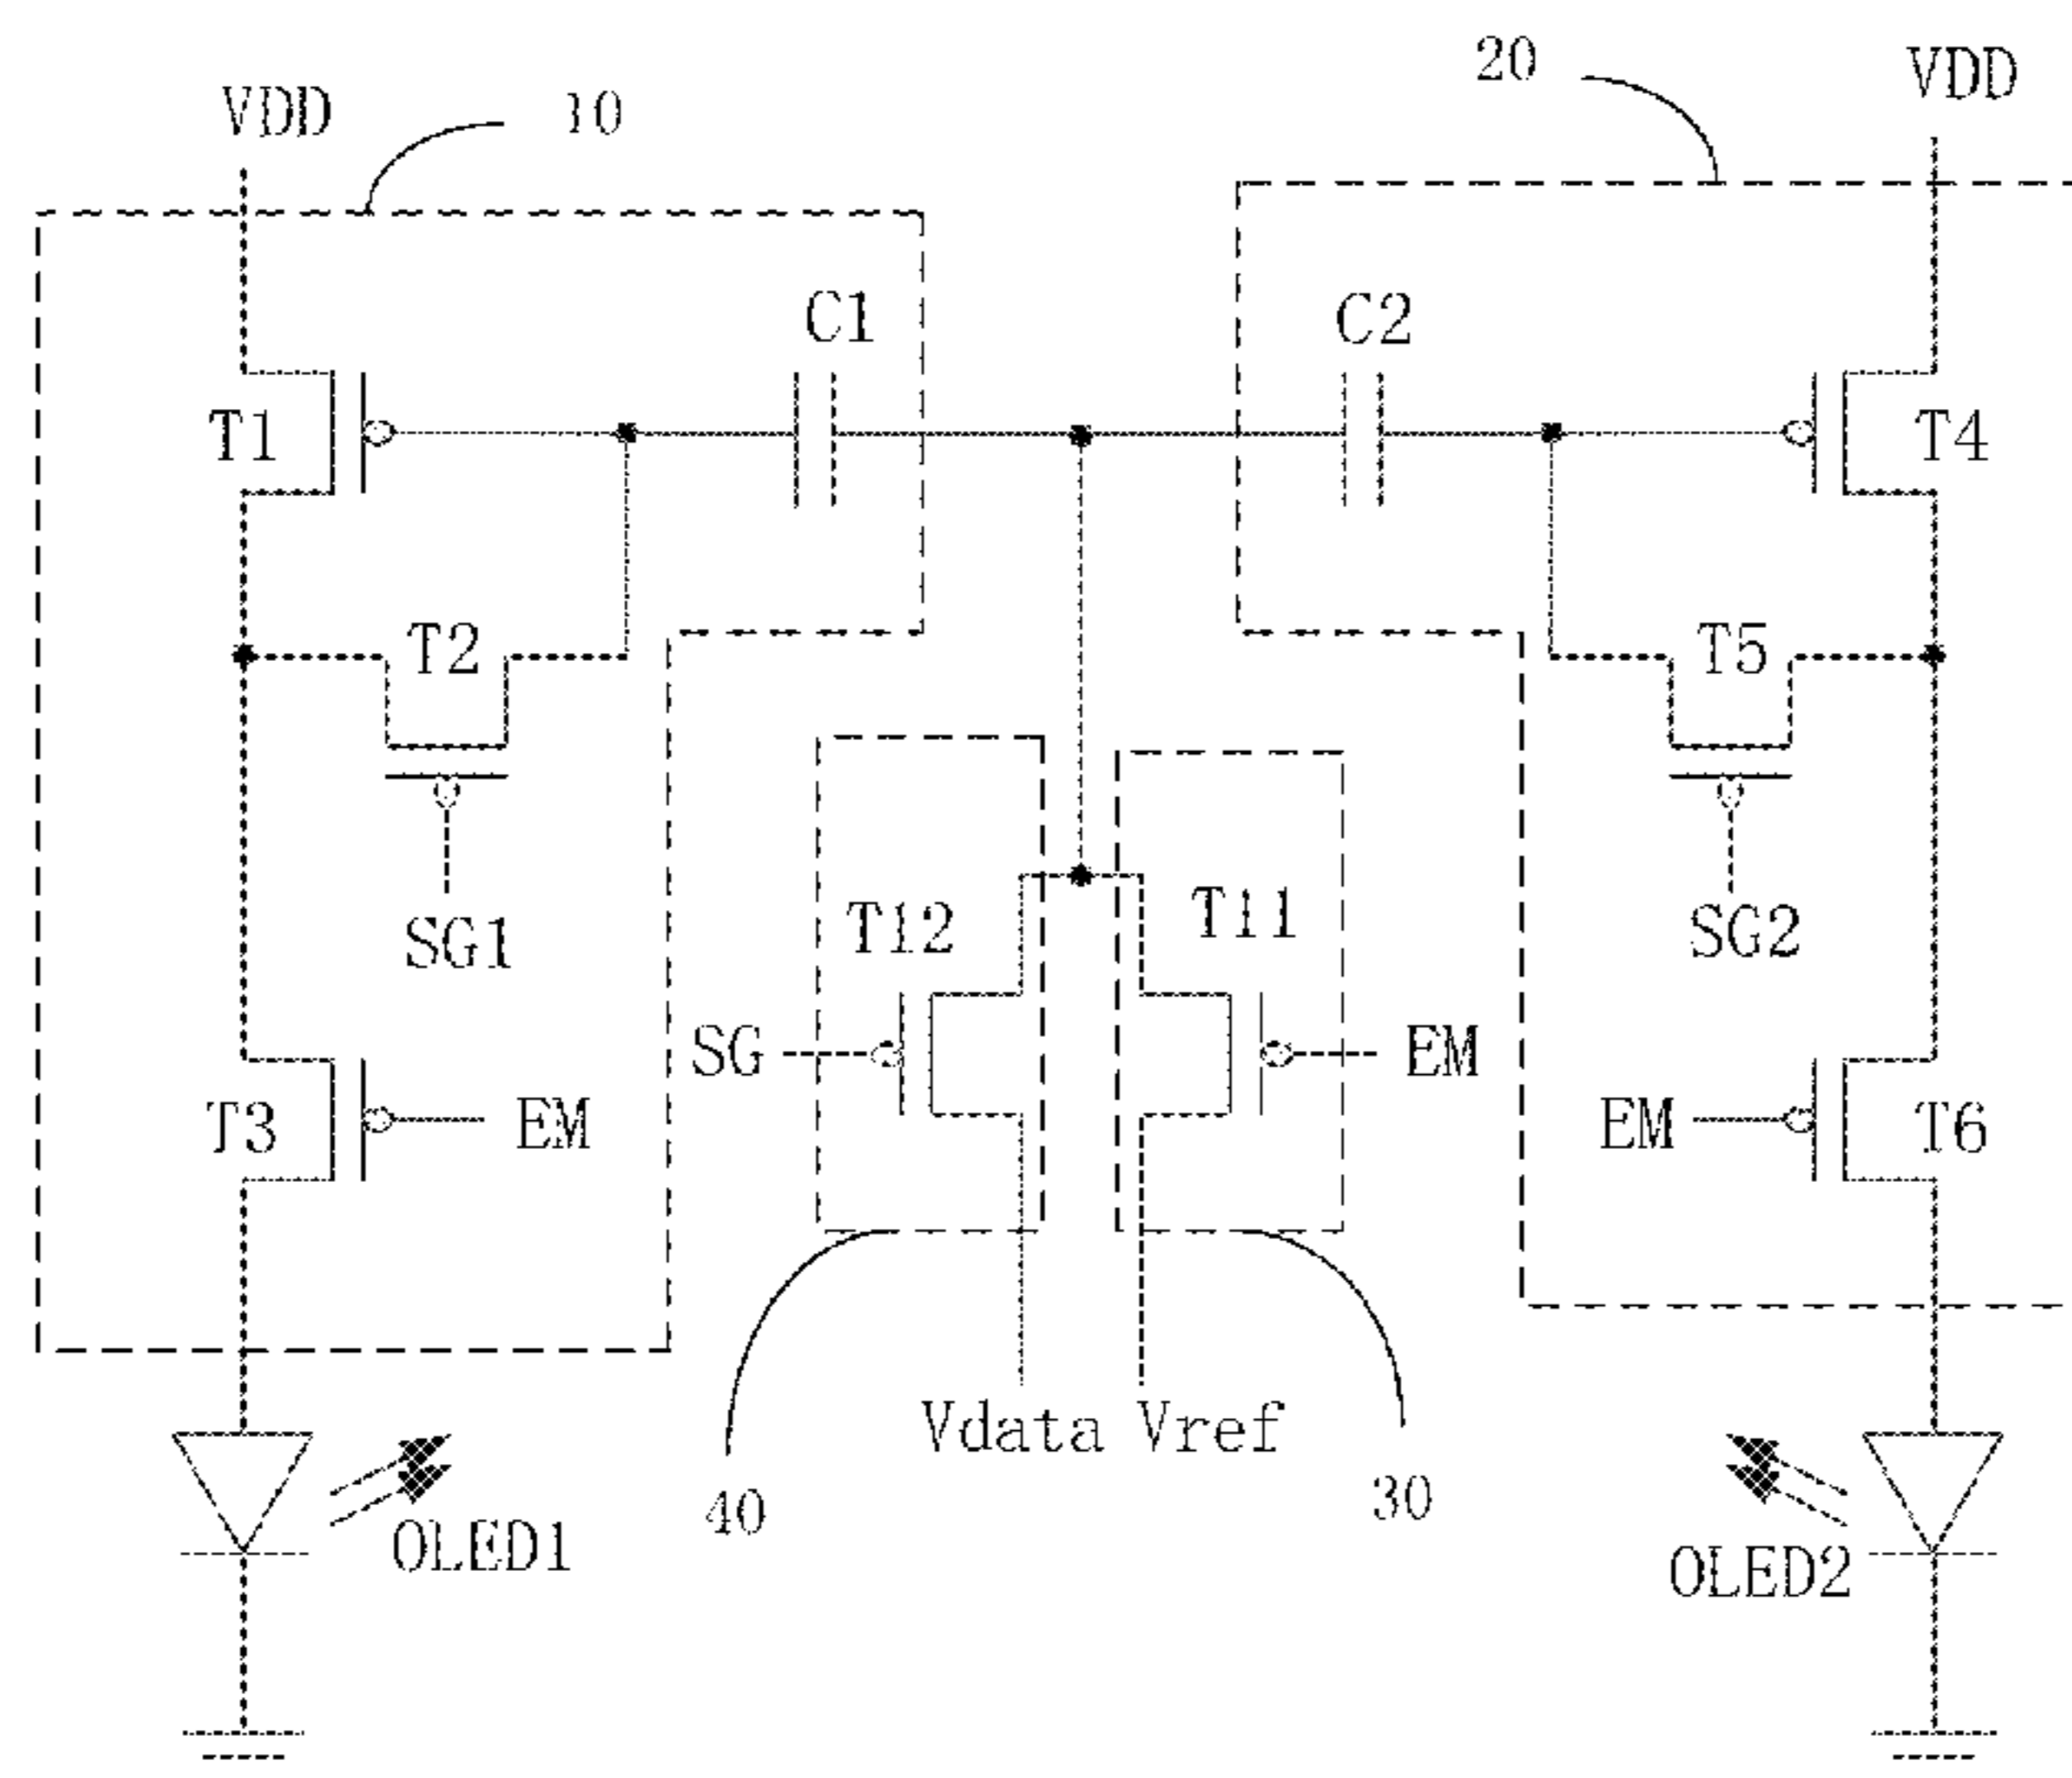 20
VDD
VDD
10
C1
C2
T1
T4
T2
T5
T12
T11
SG1
SG2
SG
EM
T3
EM
EM
T6
Vdata Vref
40
30
OLED1
OLED2